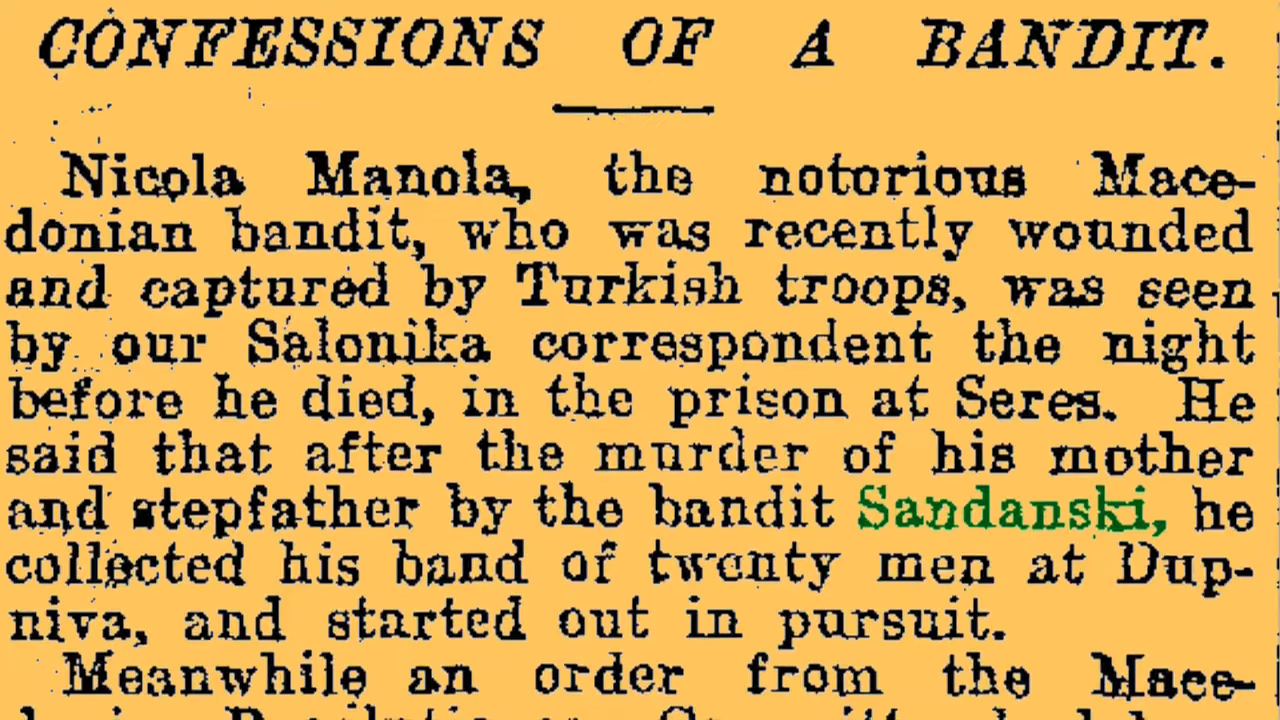 CONFESSIONS OF A BANDIT.
Nicola Manola, the notorious Mace-
donian bandit, who was recently wounded
and captured by Turkish troops, was seen
by our Salonika correspondent the night
before he died, in the prison at Seres. He
said that after the murder of his mother
and stepfather by the bandit Sandanski, he
collected his band of twenty men at Dup-
niva, and started out in pursuit.
Meanwhile an order from the Mace-